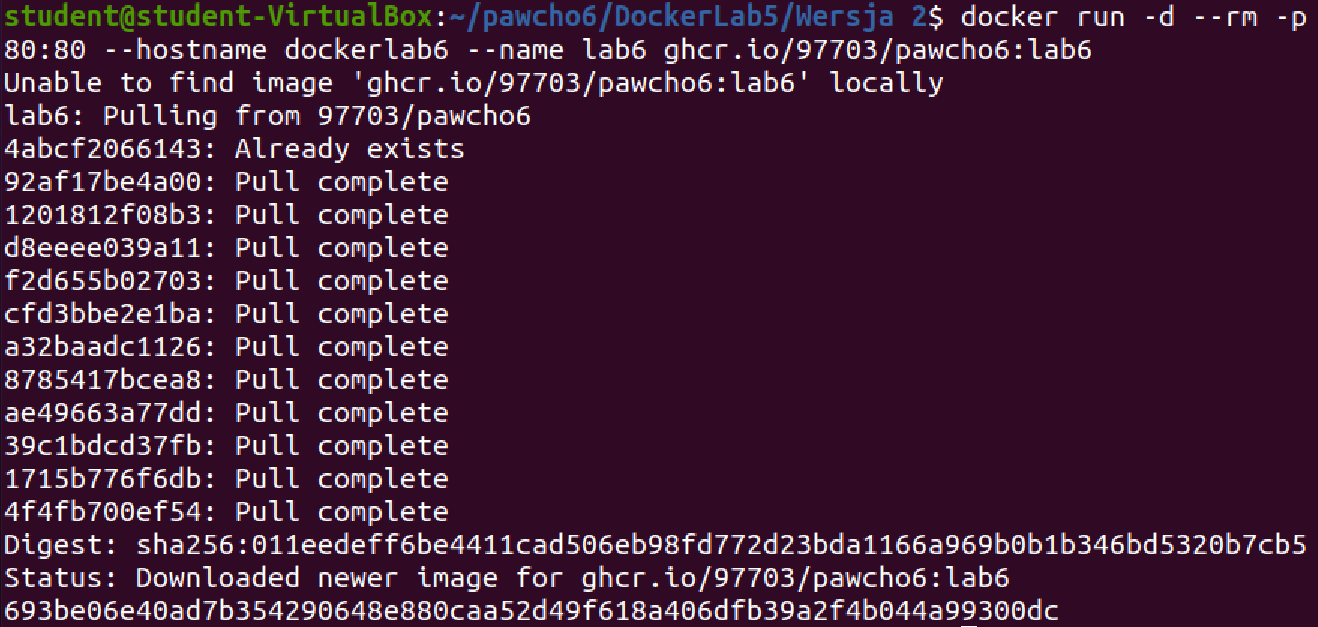 student@student-VirtualBox:~/pawcho6/DockerLab5/Wersja 2$ docker run -d --rm -p
80:80 --hostname dockerlab6 --name lab6 ghcr.io/97703/pawcho6:lab6
Unable to find image 'ghcr.io/97703/pawcho6:lab6' locally
lab6: Pulling from 97703/pawcho6
4abcf2066143: Already exists
92af17be4a00: Pull complete
1201812f08b3: Pull complete
d8eeee039a11: Pull complete
f2d655b02703: Pull complete
cfd3bbe2e1ba: Pull complete
a32baadc1126: Pull complete
8785417bcea8: Pull complete
ae49663a77dd: Pull complete
39c1bdcd37fb: Pull complete
1715b776f6db: Pull complete
4f4fb700ef54: Pull complete
Digest: sha256:011eedeff6be4411cad506eb98fd772d23bda1166a969b0b1b346bd5320b7cb5
Status: Downloaded newer image for ghcr.io/97703/pawcho6:lab6
693be06e40ad7b354290648e880caa52d49f618a406dfb39a2f4b044a99300dc